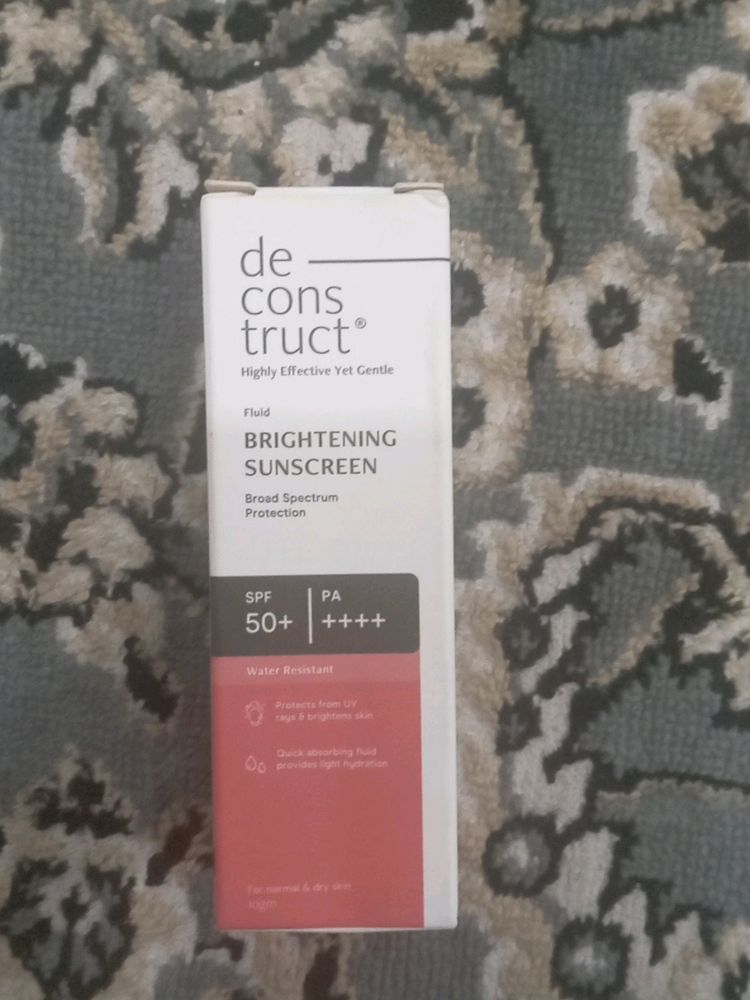 de
cons
truct®
Highly Effective Yet Gentle
Fluid
BRIGHTENING
SUNSCREEN
Broad Spectrum
Protection
SPF
50+
PA
++++
Water Resistant
Protects from UV
rays & brightens skin
Quick absorbing fluid
provides light hydration
For normal & dry skin
10gm